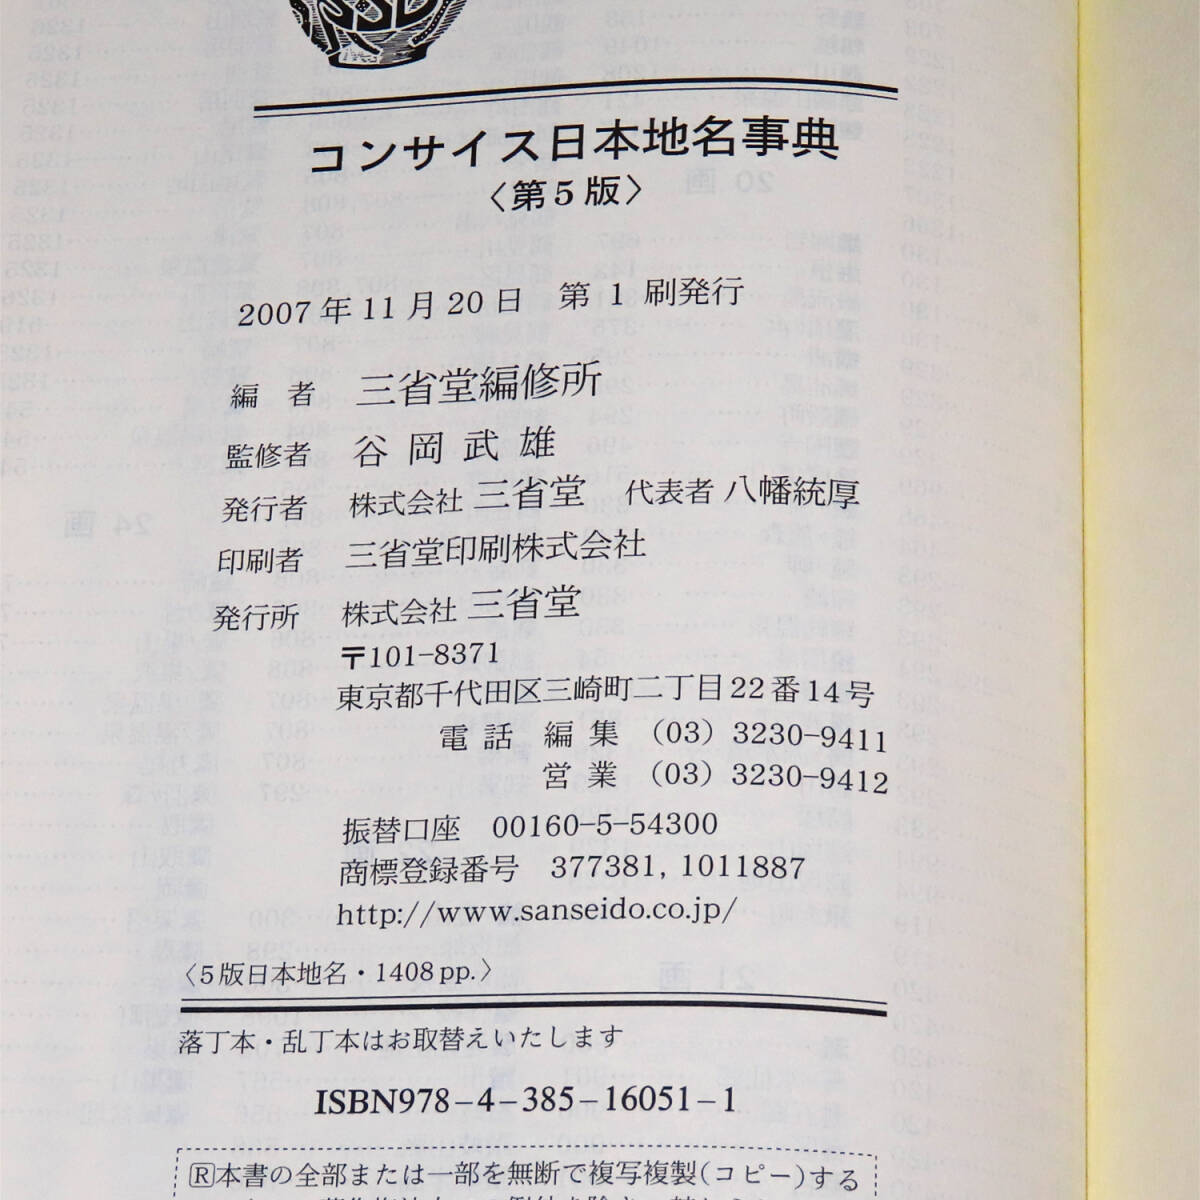 SSD
コンサイス日本地名事典
〈第5版〉
2007年11月20日 第1刷発行
編者 三省堂編修所
監修者 谷岡武雄
発行者 株式会社 三省堂 代表者 八幡統厚
印刷者 三省堂印刷株式会社
発行所 株式会社 三省堂
〒101-8371
東京都千代田区三崎町二丁目22番14号
電話 編集 (03) 3230-9411
営業 (03) 3230-9412
振替口座 00160-5-54300
商標登録番号 377381, 1011887
http://www.sanseido.co.jp/
〈5版日本地名・1408pp.〉
落丁本・乱丁本はお取替えいたします
ISBN978-4-385-16051-1
Ⓡ本書の全部または一部を無断で複写複製(コピー)する